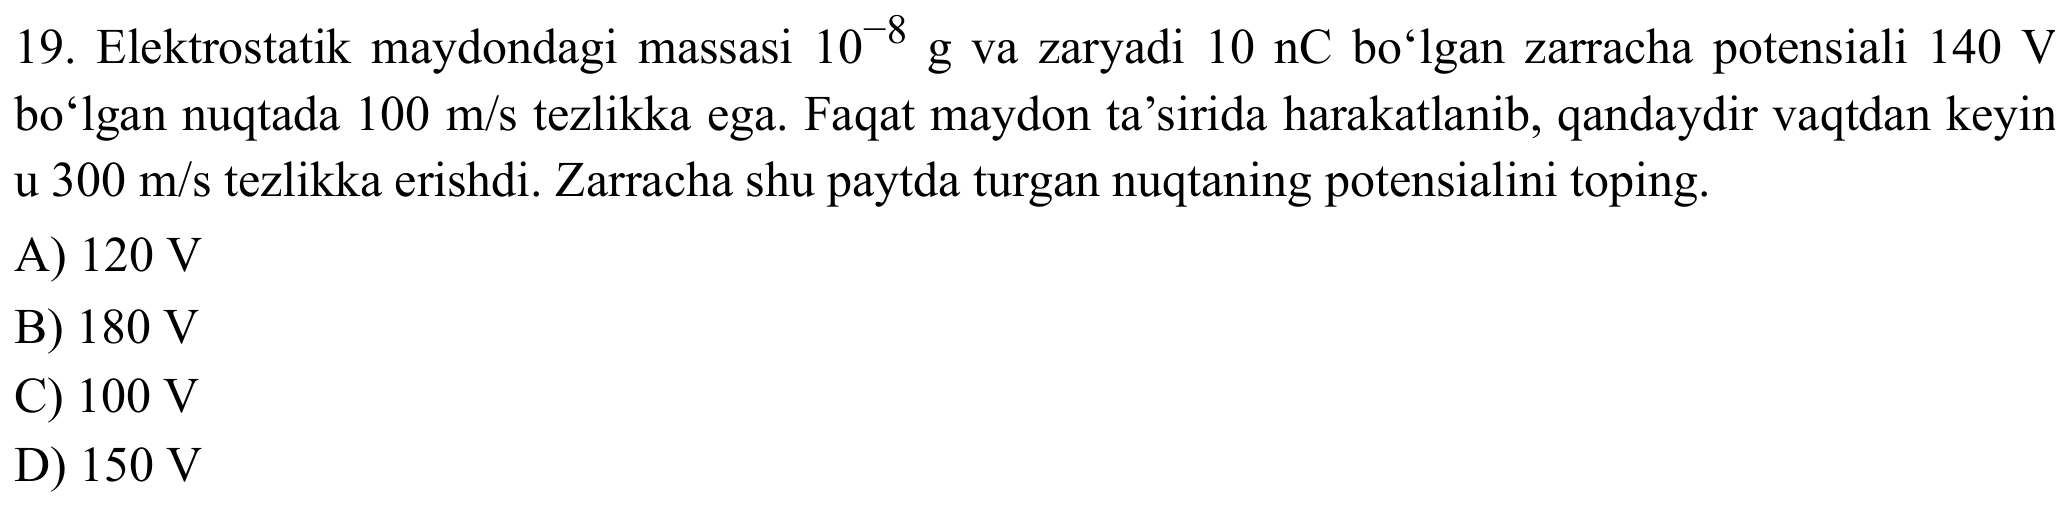 19. Elektrostatik maydondagi massasi 10⁻⁸ g va zaryadi 10 nC bo‘lgan zarracha potensiali 140 V
bo‘lgan nuqtada 100 m/s tezlikka ega. Faqat maydon ta’sirida harakatlanib, qandaydir vaqtdan keyin
u 300 m/s tezlikka erishdi. Zarracha shu paytda turgan nuqtaning potensialini toping.
A) 120 V
B) 180 V
C) 100 V
D) 150 V